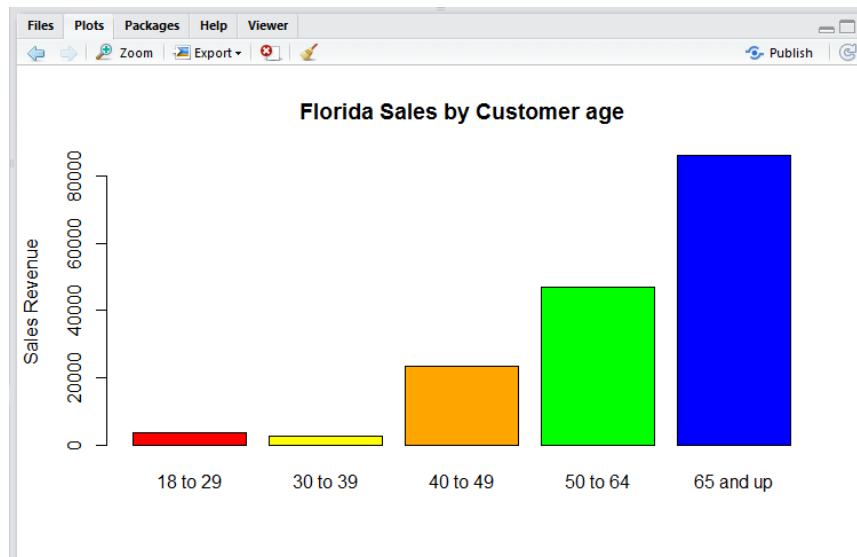 Files Plots Packages Help Viewer
Zoom Export Publish
Florida Sales by Customer age
Sales Revenue
80000
60000
40000
20000
0
18 to 29 30 to 39 40 to 49 50 to 64 65 and up